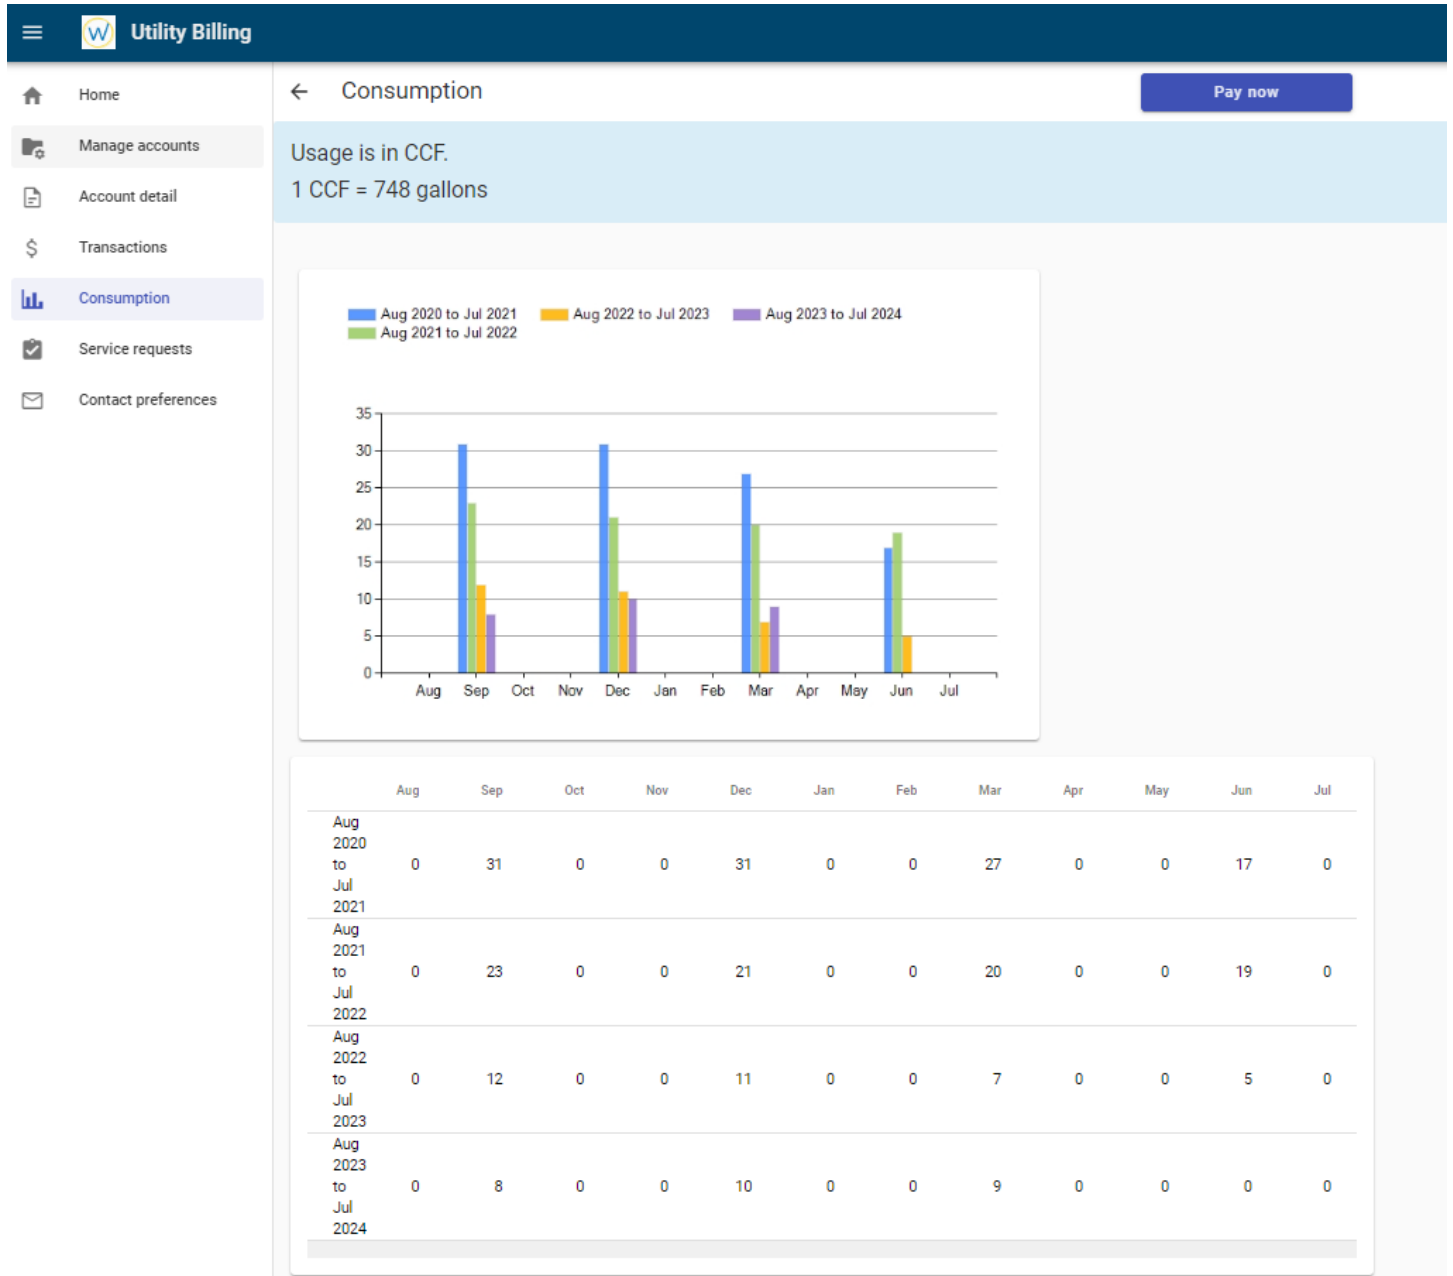 W Utility Billing
Home
Manage accounts
Account detail
Transactions
Consumption
Service requests
Contact preferences
Consumption
Pay now
Usage is in CCF.
1 CCF = 748 gallons
Aug 2020 to Jul 2021 Aug 2022 to Jul 2023 Aug 2023 to Jul 2024
Aug 2021 to Jul 2022
35
30
25
20
15
10
5
0
Aug Sep Oct Nov Dec Jan Feb Mar Apr May Jun Jul
Aug Sep Oct Nov Dec Jan Feb Mar Apr May Jun Jul
Aug
2020
to 0 31 0 0 31 0 0 27 0 0 17 0
Jul
2021
Aug
2021
to 0 23 0 0 21 0 0 20 0 0 19 0
Jul
2022
Aug
2022
to 0 12 0 0 11 0 0 7 0 0 5 0
Jul
2023
Aug
2023
to 0 8 0 0 10 0 0 9 0 0 0 0
Jul
2024